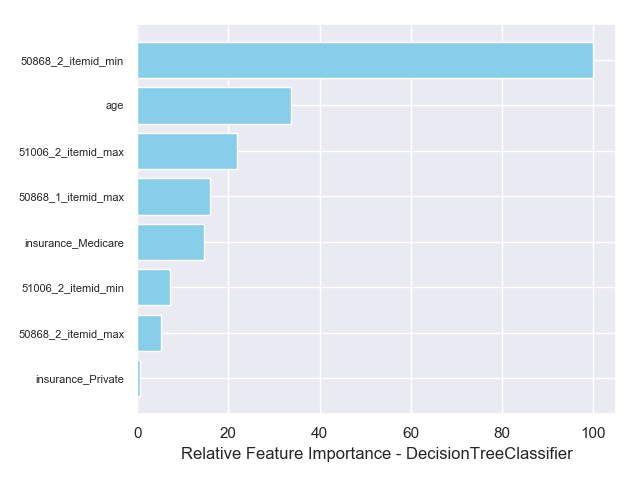 50868_2_itemid_min
age
51006_2_itemid_max
50868_1_itemid_max
insurance_Medicare
51006_2_itemid_min
50868_2_itemid_max
insurance_Private
0 20 40 60 80 100
Relative Feature Importance - DecisionTreeClassifier